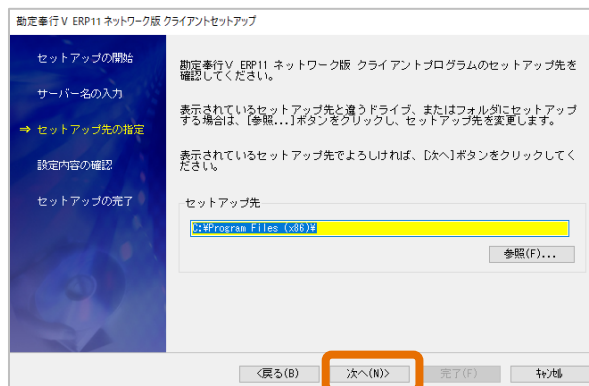 勘定奉行V ERP11 ネットワーク版 クライアントセットアップ
セットアップの開始
サーバー名の入力
⇒ セットアップ先の指定
設定内容の確認
セットアップの完了
勘定奉行V ERP11 ネットワーク版 クライアントプログラムのセットアップ先を
確認してください。
表示されているセットアップ先と違うドライブ、またはフォルダにセットアップ
する場合は、[参照...]ボタンをクリックし、セットアップ先を変更します。
表示されているセットアップ先でよろしければ、[次へ]ボタンをクリックしてく
ださい。
セットアップ先
C:¥Program Files (x86)¥
参照(F)...
<戻る(B)
次へ(N)>
完了(F)
キャンセル